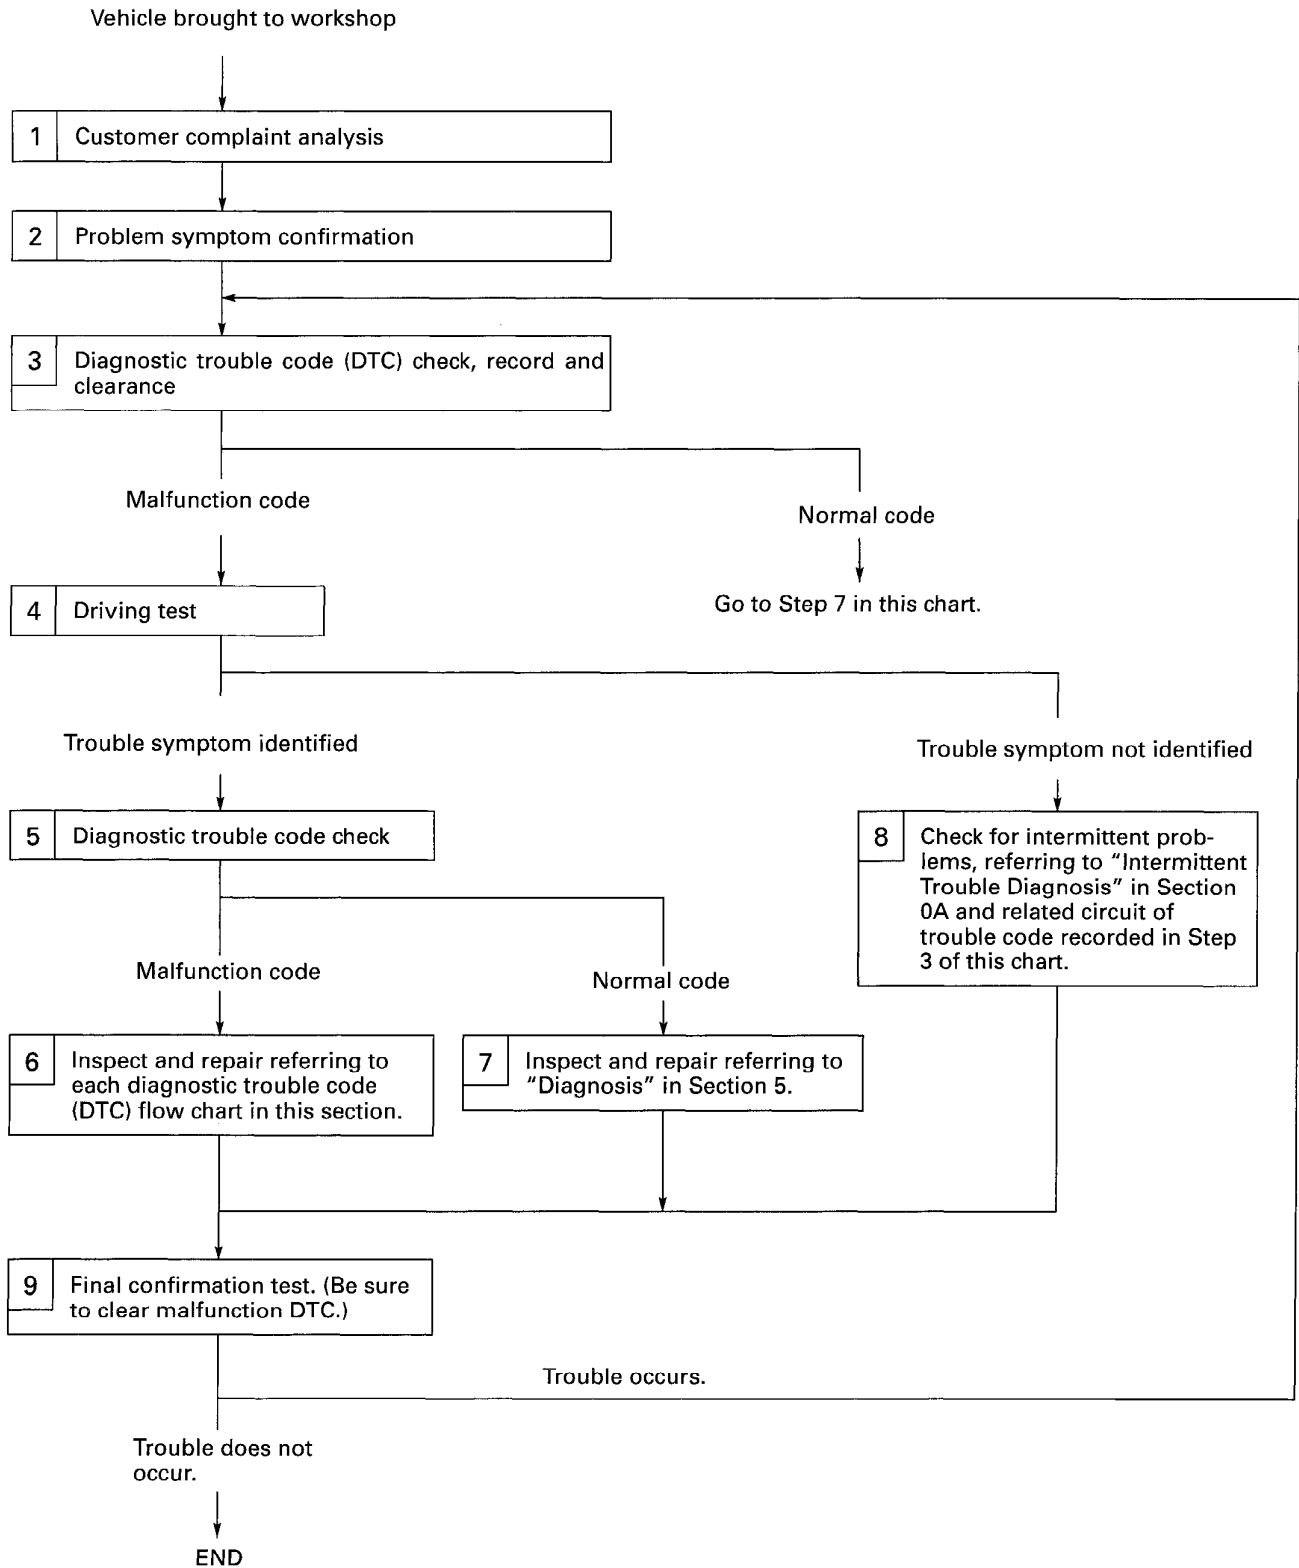 Vehicle brought to workshop
1 Customer complaint analysis
2 Problem symptom confirmation
3 Diagnostic trouble code (DTC) check, record and
clearance
Malfunction code
Normal code
Go to Step 7 in this chart.
4 Driving test
Trouble symptom identified
Trouble symptom not identified
5 Diagnostic trouble code check
8 Check for intermittent prob-
lems, referring to “Intermittent
Trouble Diagnosis” in Section
0A and related circuit of
trouble code recorded in Step
3 of this chart.
Malfunction code
Normal code
6 Inspect and repair referring to
each diagnostic trouble code
(DTC) flow chart in this section.
7 Inspect and repair referring to
“Diagnosis” in Section 5.
9 Final confirmation test. (Be sure
to clear malfunction DTC.)
Trouble occurs.
Trouble does not
occur.
END